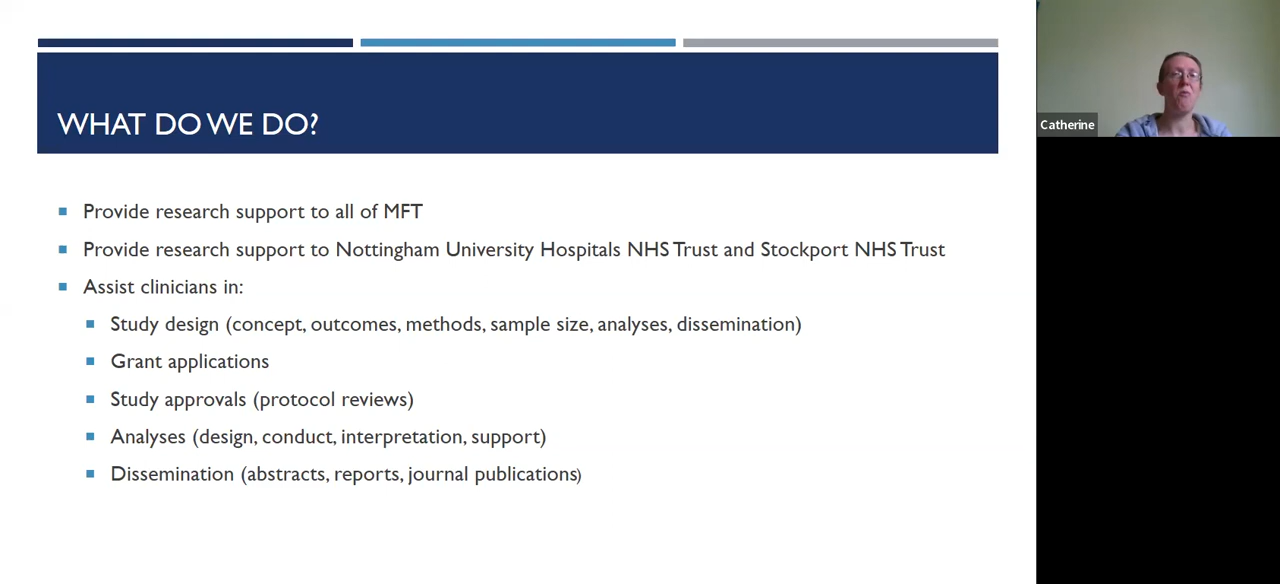 WHAT DO WE DO?
Provide research support to all of MFT
Provide research support to Nottingham University Hospitals NHS Trust and Stockport NHS Trust
Assist clinicians in:
Study design (concept, outcomes, methods, sample size, analyses, dissemination)
Grant applications
Study approvals (protocol reviews)
Analyses (design, conduct, interpretation, support)
Dissemination (abstracts, reports, journal publications)
Catherine